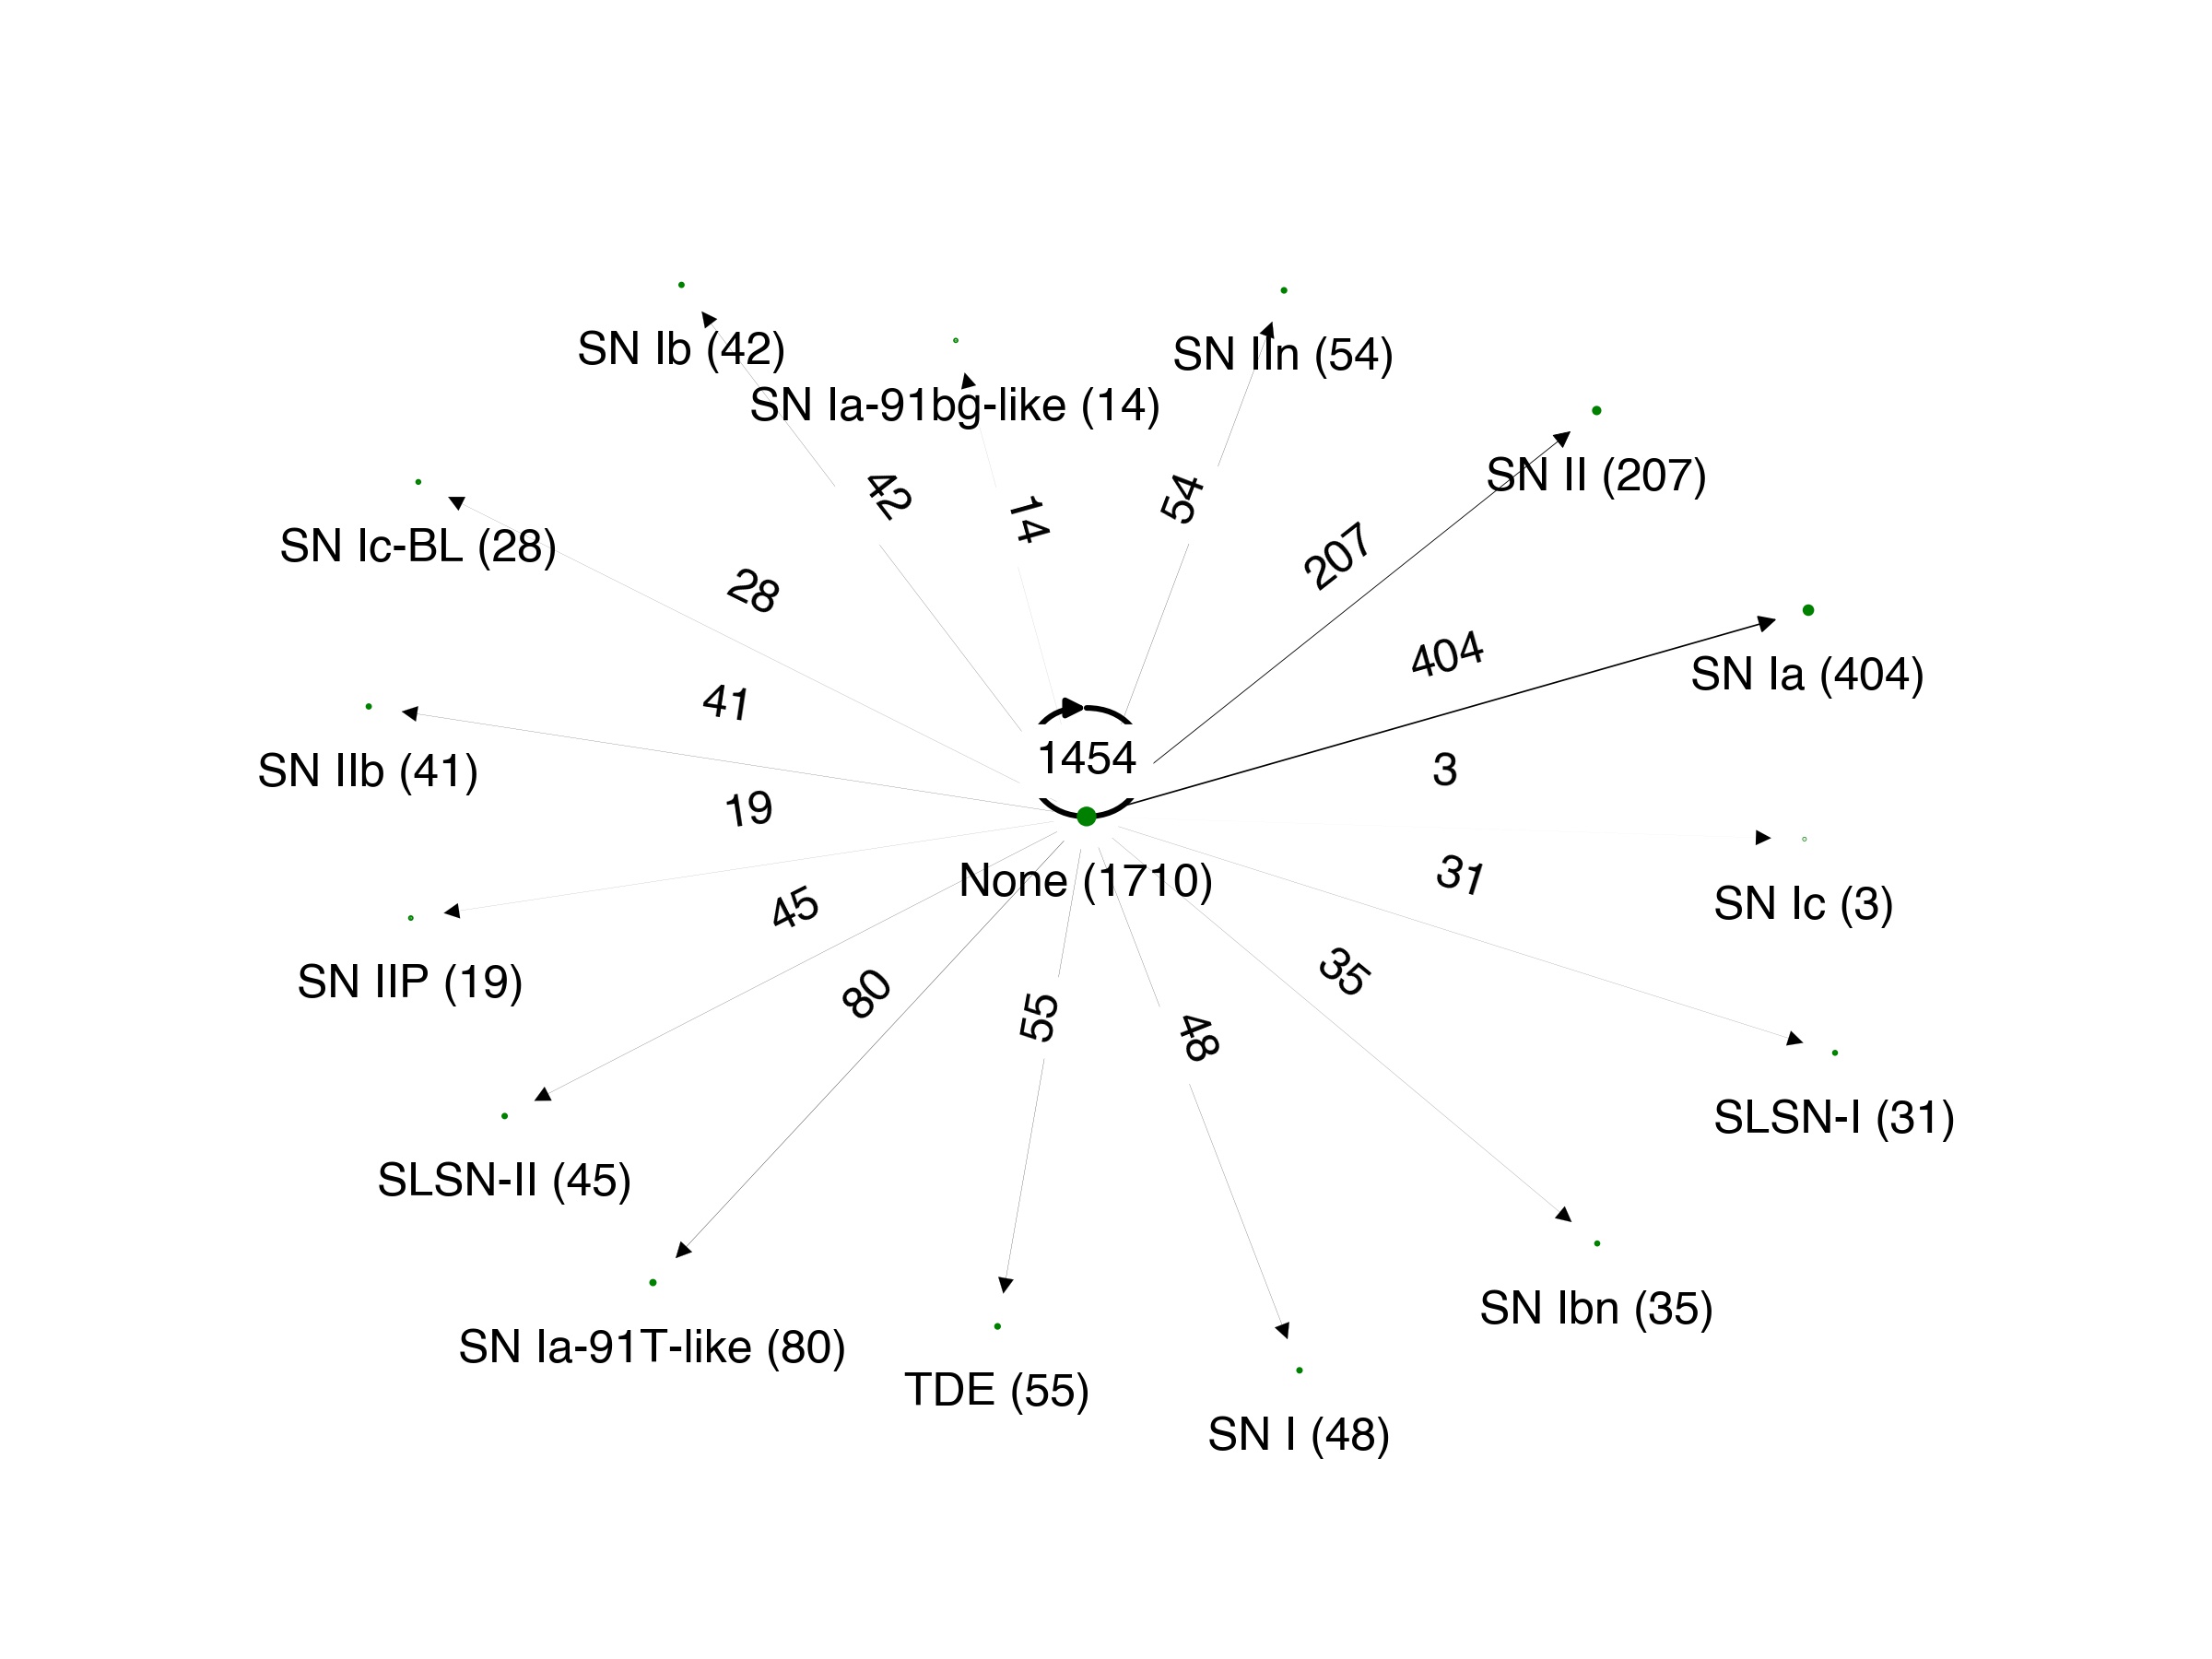 SN Ib (42)
SN IIn (54)
SN Ia-91bg-like (14)
SN II (207)
42
14
54
SN Ic-BL (28)
207
28
404
SN Ia (404)
41
1454
SN IIb (41)
3
19
31
None (1710)
45
SN Ic (3)
SN IIP (19)
80
35
55
48
SLSN-I (31)
SLSN-II (45)
SN Ibn (35)
SN Ia-91T-like (80)
TDE (55)
SN I (48)